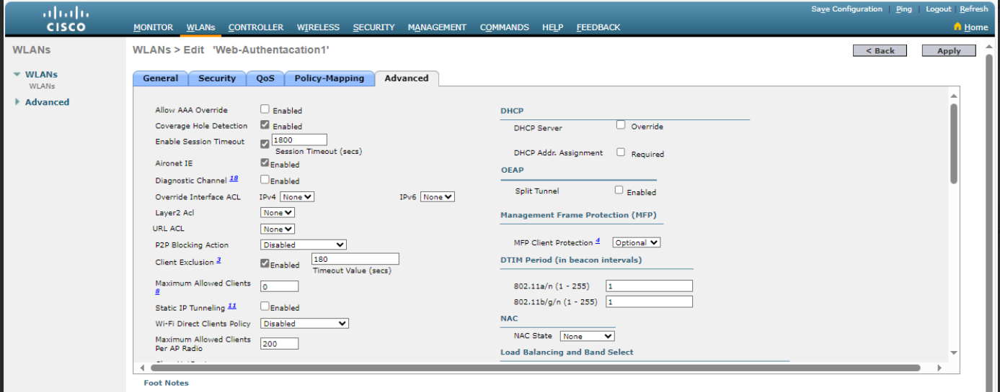 Save Configuration | Ping | Logout | Refresh
CISCO
MONITOR WLANs CONTROLLER WIRELESS SECURITY MANAGEMENT COMMANDS HELP FEEDBACK
Home
WLANs
WLANs > Edit 'Web-Authentacation1'
< Back
Apply
WLANs
WLANs
Advanced
General Security QoS Policy-Mapping Advanced
Allow AAA Override Enabled
Coverage Hole Detection Enabled
Enable Session Timeout 1800
Session Timeout (secs)
Aironet IE Enabled
Diagnostic Channel 18 Enabled
Override Interface ACL IPv4 None IPv6 None
Layer2 Acl None
URL ACL None
P2P Blocking Action Disabled
Client Exclusion 3 Enabled 180
Timeout Value (secs)
Maximum Allowed Clients
8 0
Static IP Tunneling 11 Enabled
Wi-Fi Direct Clients Policy Disabled
Maximum Allowed Clients
Per AP Radio 200
DHCP
DHCP Server Override
DHCP Addr. Assignment Required
OEAP
Split Tunnel Enabled
Management Frame Protection (MFP)
MFP Client Protection 4 Optional
DTIM Period (in beacon intervals)
802.11a/n (1 - 255) 1
802.11b/g/n (1 - 255) 1
NAC
NAC State None
Load Balancing and Band Select
Foot Notes